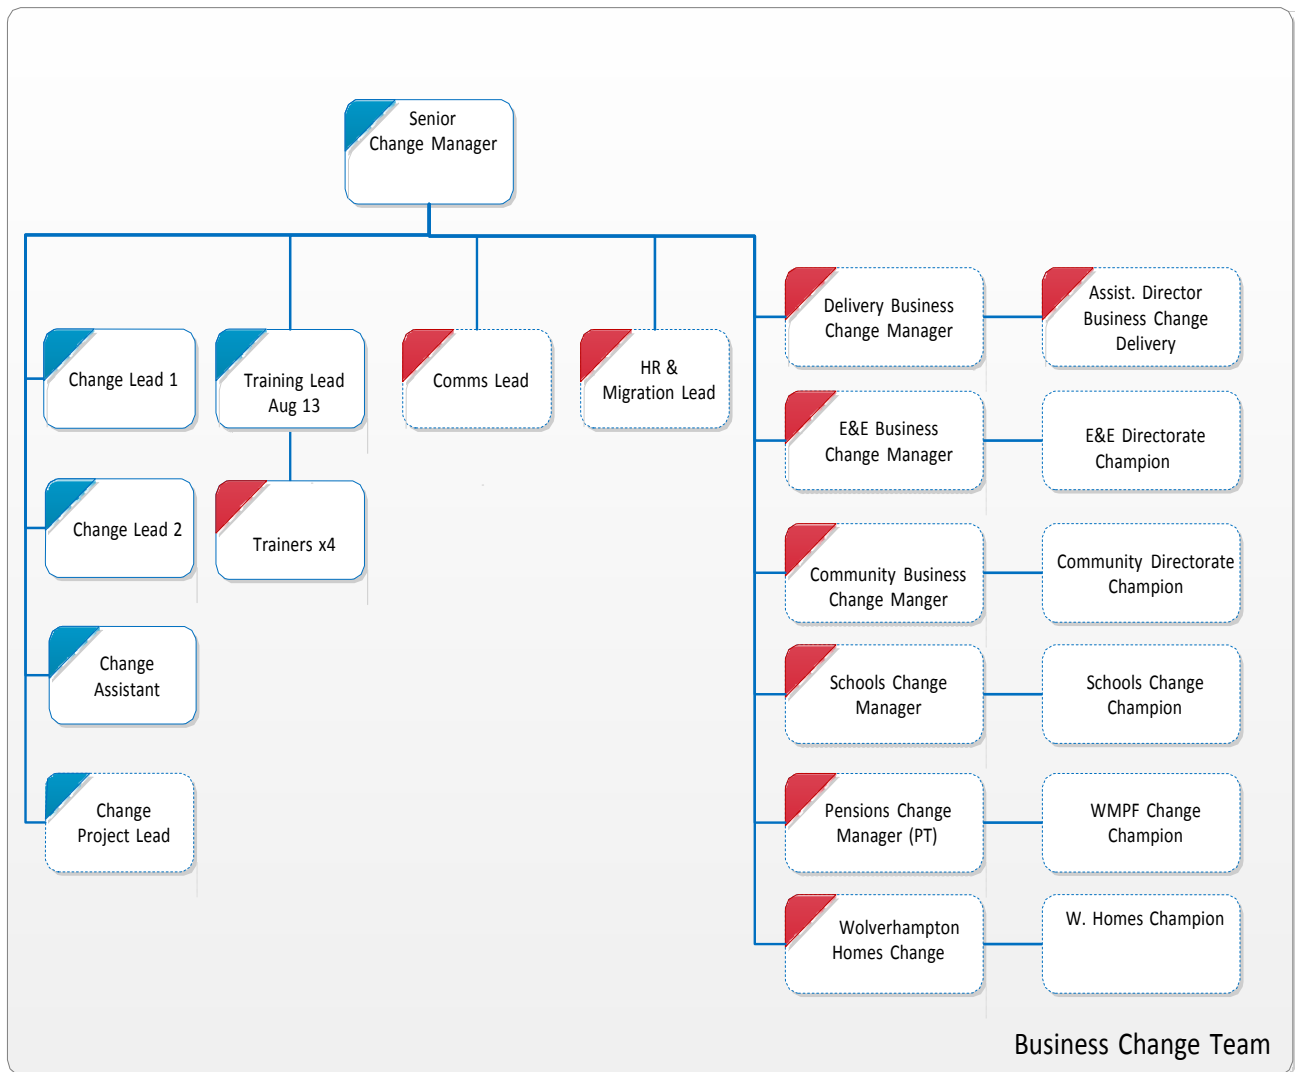 Senior
Change Manager
Delivery Business
Change Manager
Assist. Director
Business Change
Delivery
Change Lead 1
Training Lead
Aug 13
Comms Lead
HR &
Migration Lead
E&E Business
Change Manager
E&E Directorate
Champion
Change Lead 2
Trainers x4
Community Business
Change Manger
Community Directorate
Champion
Change
Assistant
Schools Change
Manager
Schools Change
Champion
Change
Project Lead
Pensions Change
Manager (PT)
WMPF Change
Champion
Wolverhampton
Homes Change
W. Homes Champion
Business Change Team